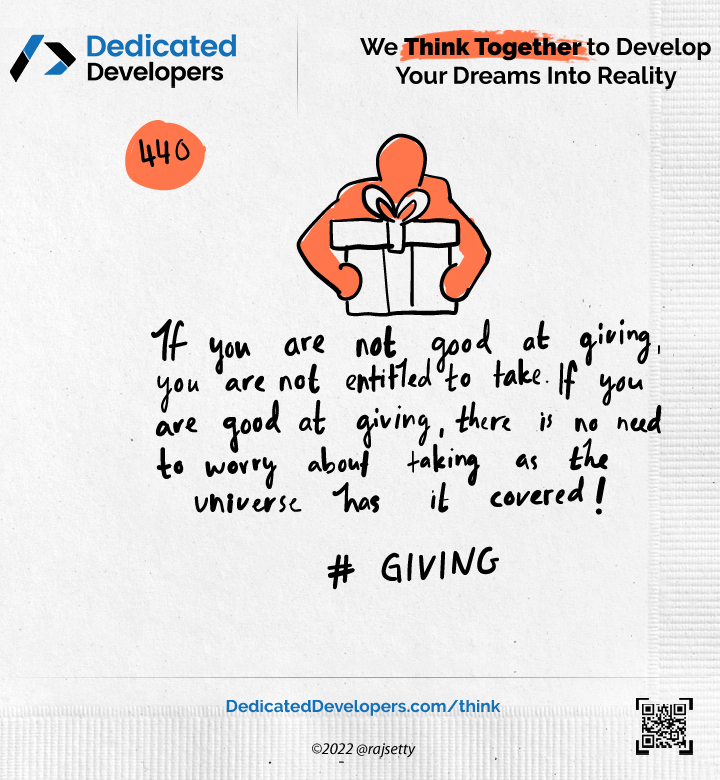 Dedicated
Developers
We Think Together to Develop
Your Dreams Into Reality
440
If you are not good at giving,
you are not entitled to take. If you
are good at giving, there is no need
to worry about taking as the
universe has it covered!
# GIVING
DedicatedDevelopers.com/think
©2022 @rajsetty